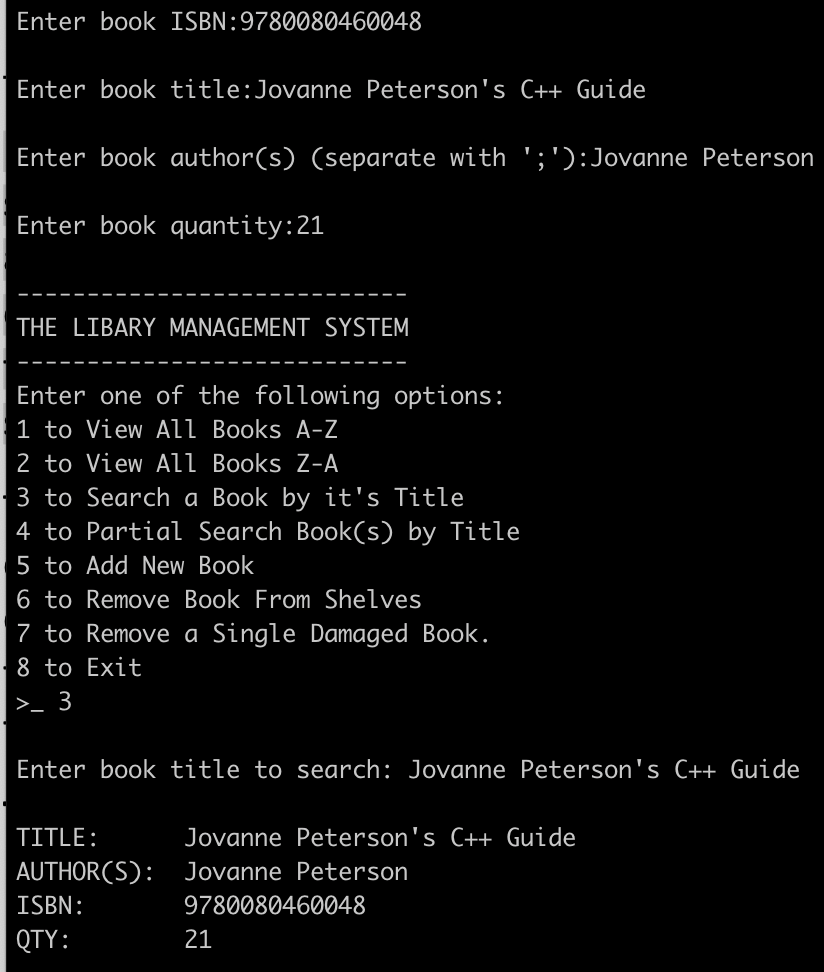 Enter book ISBN:9780080460048
Enter book title:Jovanne Peterson's C++ Guide
Enter book author(s) (separate with ';'):Jovanne Peterson
Enter book quantity:21
----------------------------
THE LIBARY MANAGEMENT SYSTEM
----------------------------
Enter one of the following options:
1 to View All Books A-Z
2 to View All Books Z-A
3 to Search a Book by it's Title
4 to Partial Search Book(s) by Title
5 to Add New Book
6 to Remove Book From Shelves
7 to Remove a Single Damaged Book.
8 to Exit
>_ 3
Enter book title to search: Jovanne Peterson's C++ Guide
TITLE:      Jovanne Peterson's C++ Guide
AUTHOR(S):  Jovanne Peterson
ISBN:       9780080460048
QTY:        21